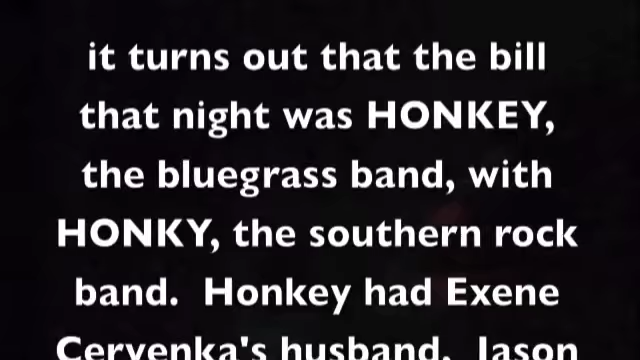 it turns out that the bill
that night was HONKEY,
the bluegrass band, with
HONKY, the southern rock
band.  Honkey had Exene
Cervenka's husband,  Jason